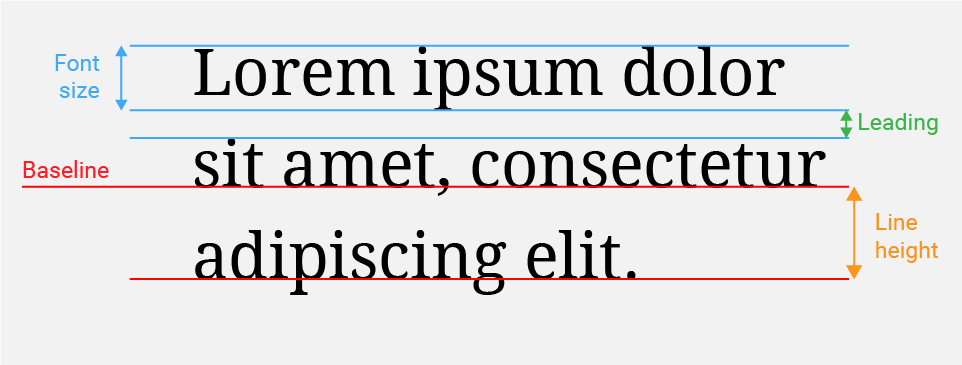 Font
size
Lorem ipsum dolor
Leading
Baseline
sit amet, consectetur
Line
height
adipiscing elit.